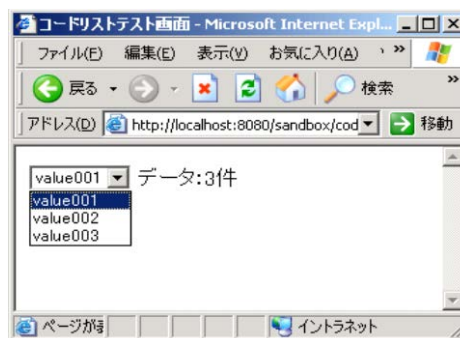 コードリストテスト画面 - Microsoft Internet Expl...
ファイル(F) 編集(E) 表示(V) お気に入り(A) »
戻る 検索 »
アドレス(D) http://localhost:8080/sandbox/cod 移動
value001 データ:3件
value001
value002
value003
ページが イントラネット